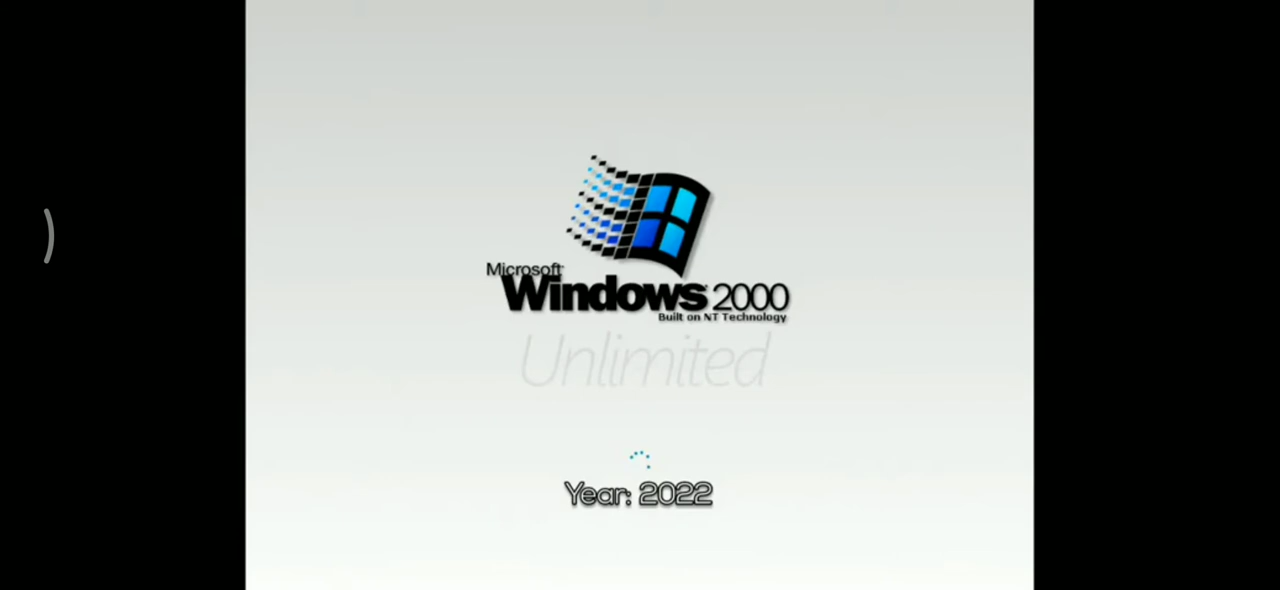 Microsoft
Windows 2000
Built on NT Technology
Unlimited
Year: 2022